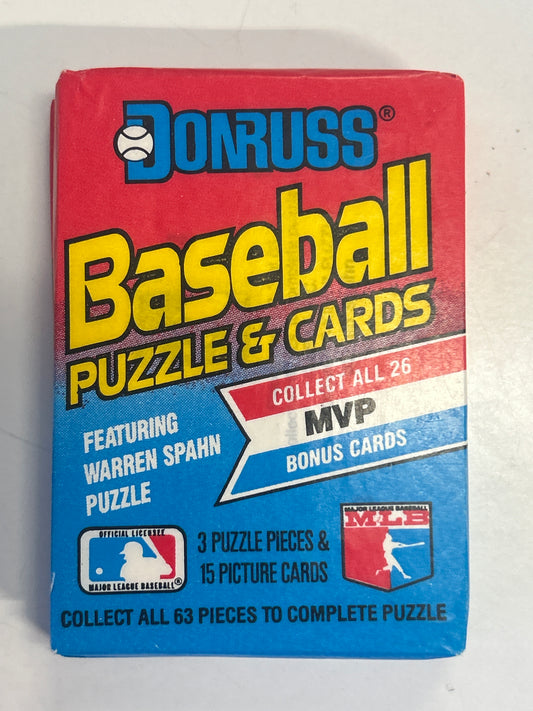 DONRUSS®
Baseball
PUZZLE & CARDS
COLLECT ALL 26
MVP
BONUS CARDS
FEATURING
WARREN SPAHN
PUZZLE
OFFICIAL LICENSEE
MAJOR LEAGUE BASEBALL®
3 PUZZLE PIECES &
15 PICTURE CARDS
MAJOR LEAGUE BASEBALL
MLB
COLLECT ALL 63 PIECES TO COMPLETE PUZZLE